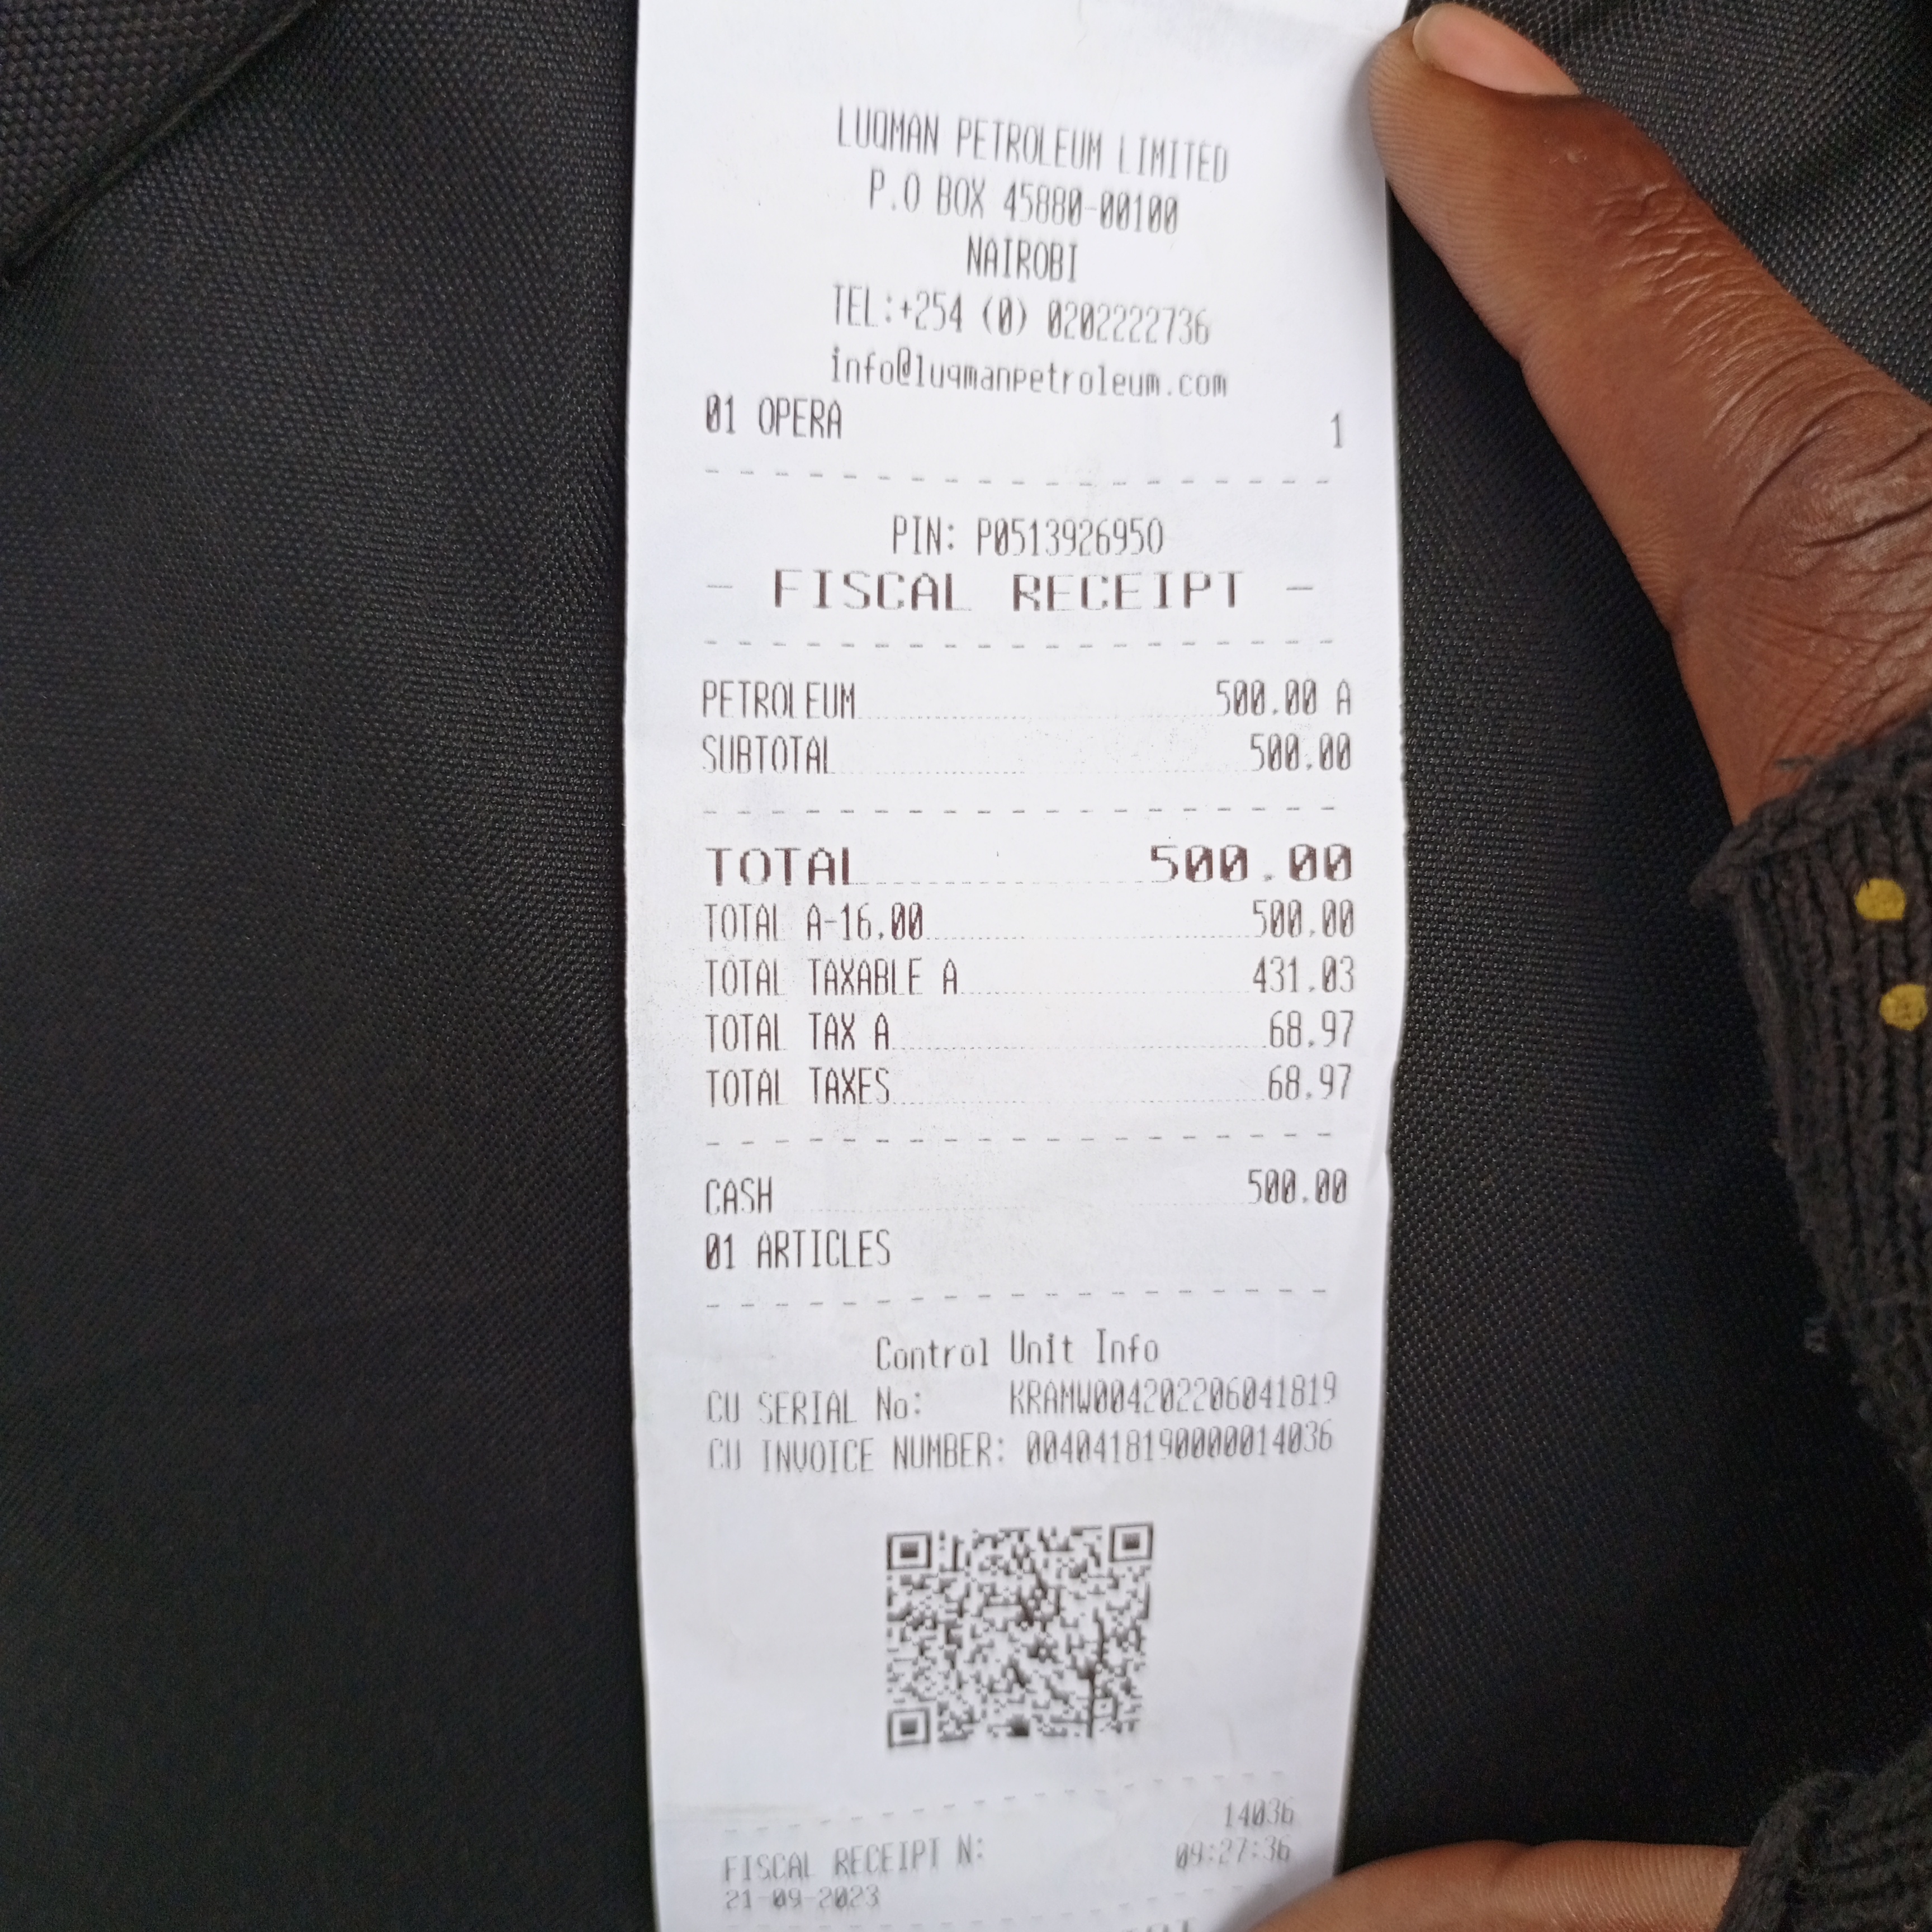 LUQMAN PETROLEUM LIMITED
P.O BOX 45880-00100
NAIROBI
TEL:+254 (0) 0202222736
info@luqmanpetroleum.com
01 OPERA 1
PIN: P051392695O
- FISCAL RECEIPT -
PETROLEUM 500.00 A
SUBTOTAL 500.00
TOTAL 500.00
TOTAL A-16.00 500.00
TOTAL TAXABLE A 431.03
TOTAL TAX A 68.97
TOTAL TAXES 68.97
CASH 500.00
01 ARTICLES
Control Unit Info
CU SERIAL No: KRAMW004202206041819
CU INVOICE NUMBER: 0040418190000014036
FISCAL RECEIPT N: 14036
21-09-2023 09:27:36